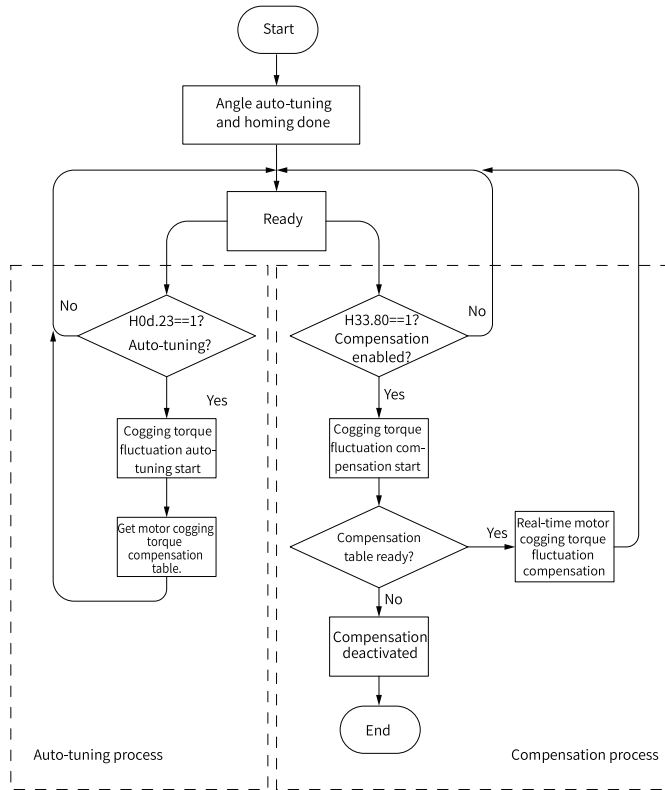 Start
Angle auto-tuning
and homing done
Ready
No
H0d.23==1?
Auto-tuning?
Yes
Cogging torque
fluctuation auto-
tuning start
Get motor cogging
torque
compensation
table.
Auto-tuning process
H33.80==1?
Compensation
enabled?
No
Yes
Cogging torque
fluctuation com-
pensation start
Compensation
table ready?
Yes
Real-time motor
cogging torque
fluctuation
compensation
No
Compensation
deactivated
End
Compensation process